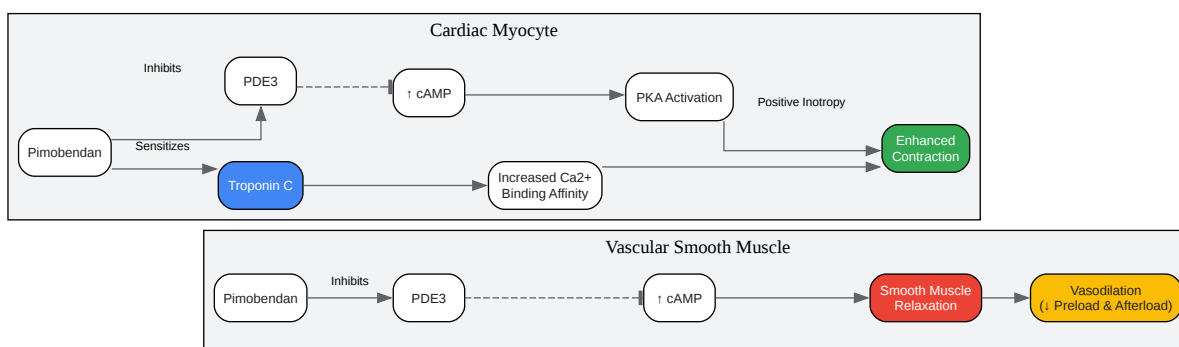 Cardiac Myocyte
Inhibits
PDE3
↑ cAMP
PKA Activation
Positive Inotropy
Pimobendan
Sensitizes
Enhanced
Contraction
Troponin C
Increased Ca2+
Binding Affinity
Vascular Smooth Muscle
Pimobendan
Inhibits
PDE3
↑ cAMP
Smooth Muscle
Relaxation
Vasodilation
(↓ Preload & Afterload)